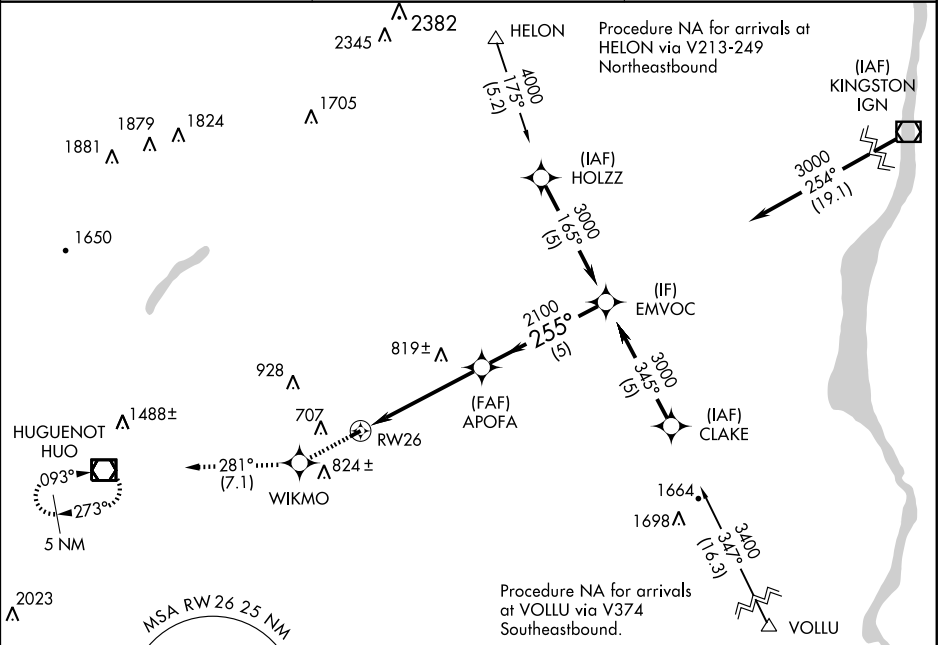 2382
2345
HELON
Procedure NA for arrivals at
HELON via V213-249
Northeastbound
4000
175°
(5.2)
(IAF)
KINGSTON
IGN
1705
1824
1879
1881
(IAF)
HOLZZ
3000
254°
(19.1)
3000
165°
(5)
1650
(IF)
EMVOC
2100
255°
(5)
819±
928
(FAF)
APOFA
3000
345°
(5)
(IAF)
CLAKE
1488±
707
HUGUENOT
HUO
RW26
093°
281°
(7.1)
824±
WIKMO
273°
5 NM
1664
1698
3400
347°
(16.3)
2023
MSA RW 26 25 NM
Procedure NA for arrivals
at VOLLU via V374
Southeastbound.
VOLLU